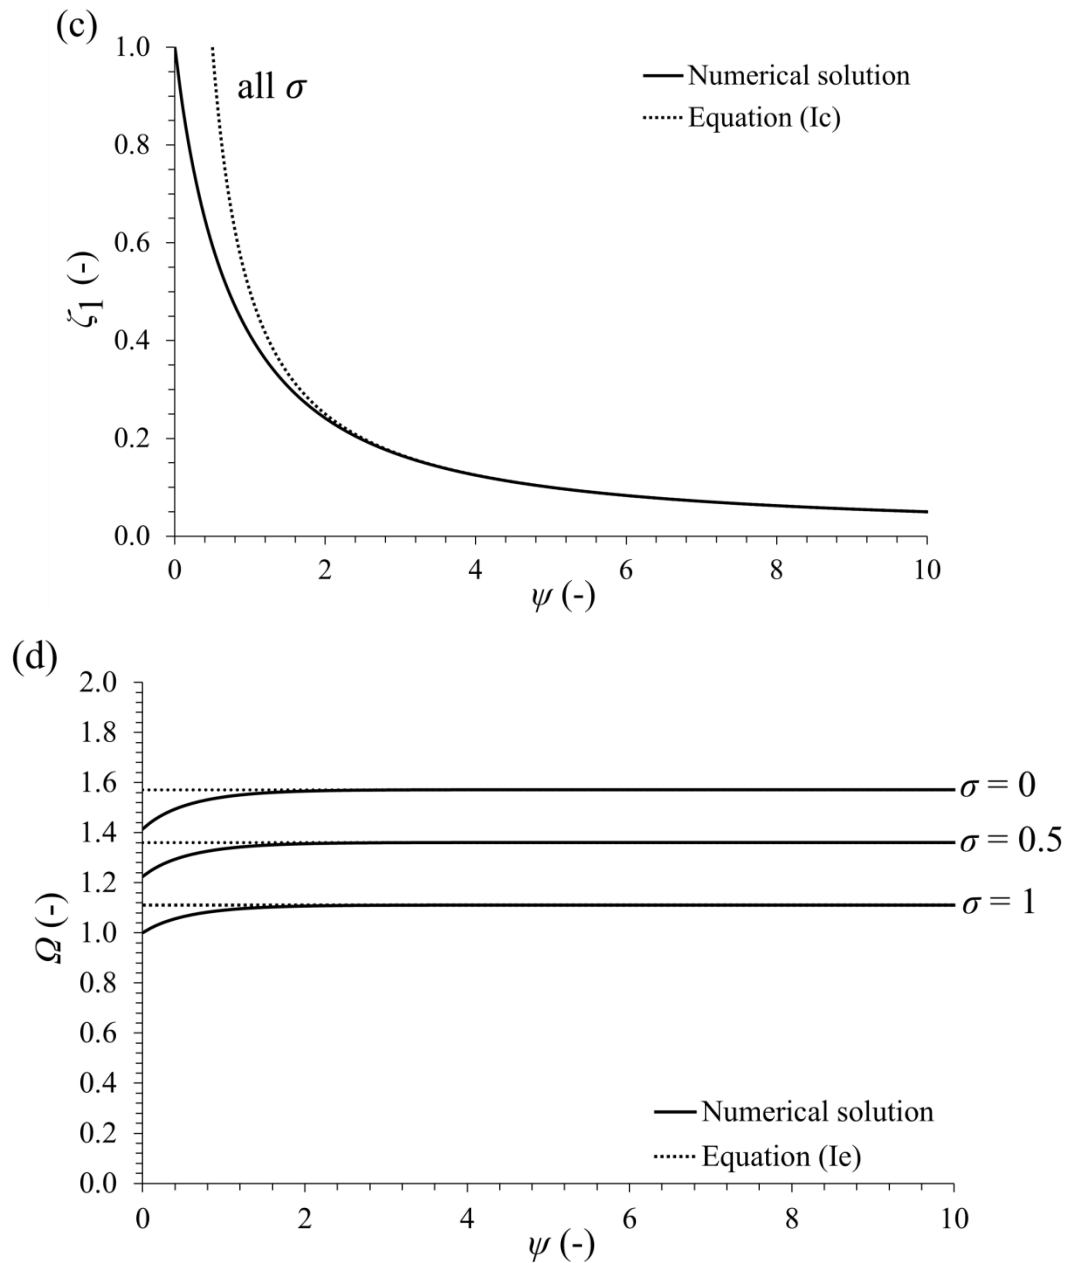 (c)
1.0
all σ
Numerical solution
Equation (Ic)
0.8
0.6
ζ1 (-)
0.4
0.2
0.0
0 2 4 6 8 10
ψ (-)
(d)
2.0
1.8
1.6
σ = 0
1.4
σ = 0.5
1.2
σ = 1
1.0
Ω (-)
0.8
0.6
0.4
Numerical solution
0.2
Equation (Ie)
0.0
0 2 4 6 8 10
ψ (-)